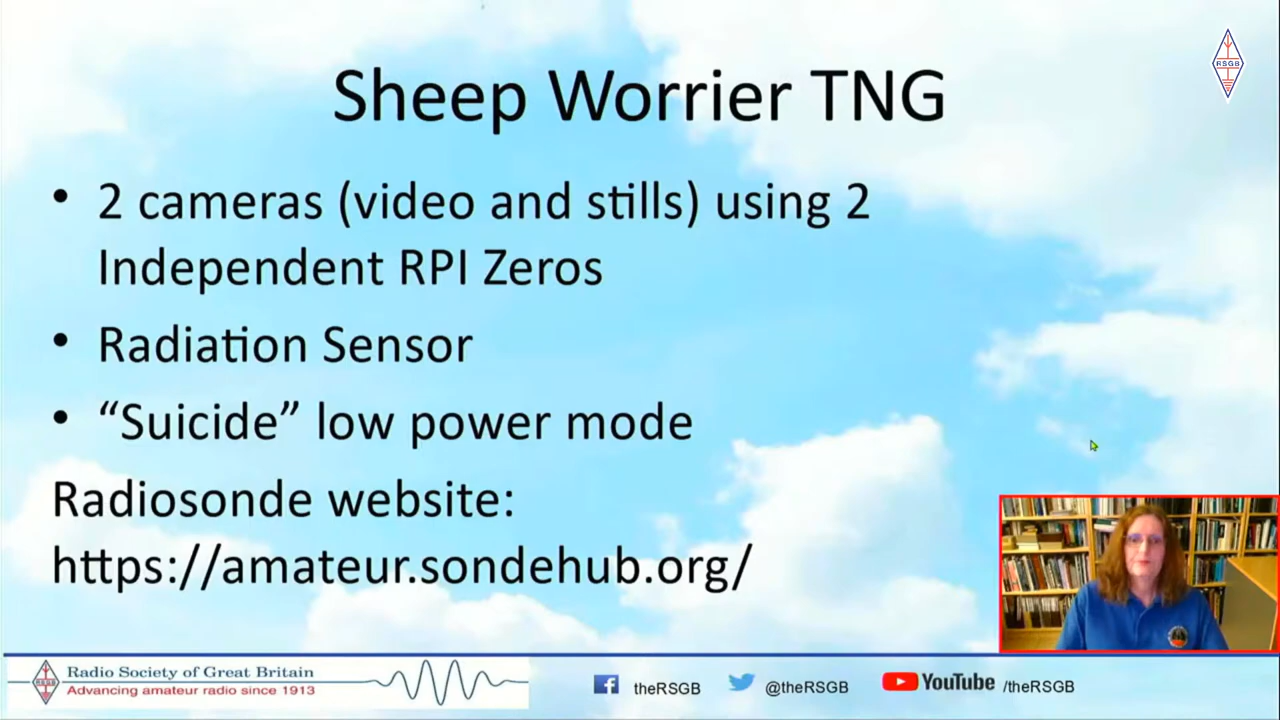 Sheep Worrier TNG
RSGB
• 2 cameras (video and stills) using 2
Independent RPI Zeros
• Radiation Sensor
• “Suicide” low power mode
Radiosonde website:
https://amateur.sondehub.org/
Radio Society of Great Britain
Advancing amateur radio since 1913
theRSGB
@theRSGB
YouTube /theRSGB